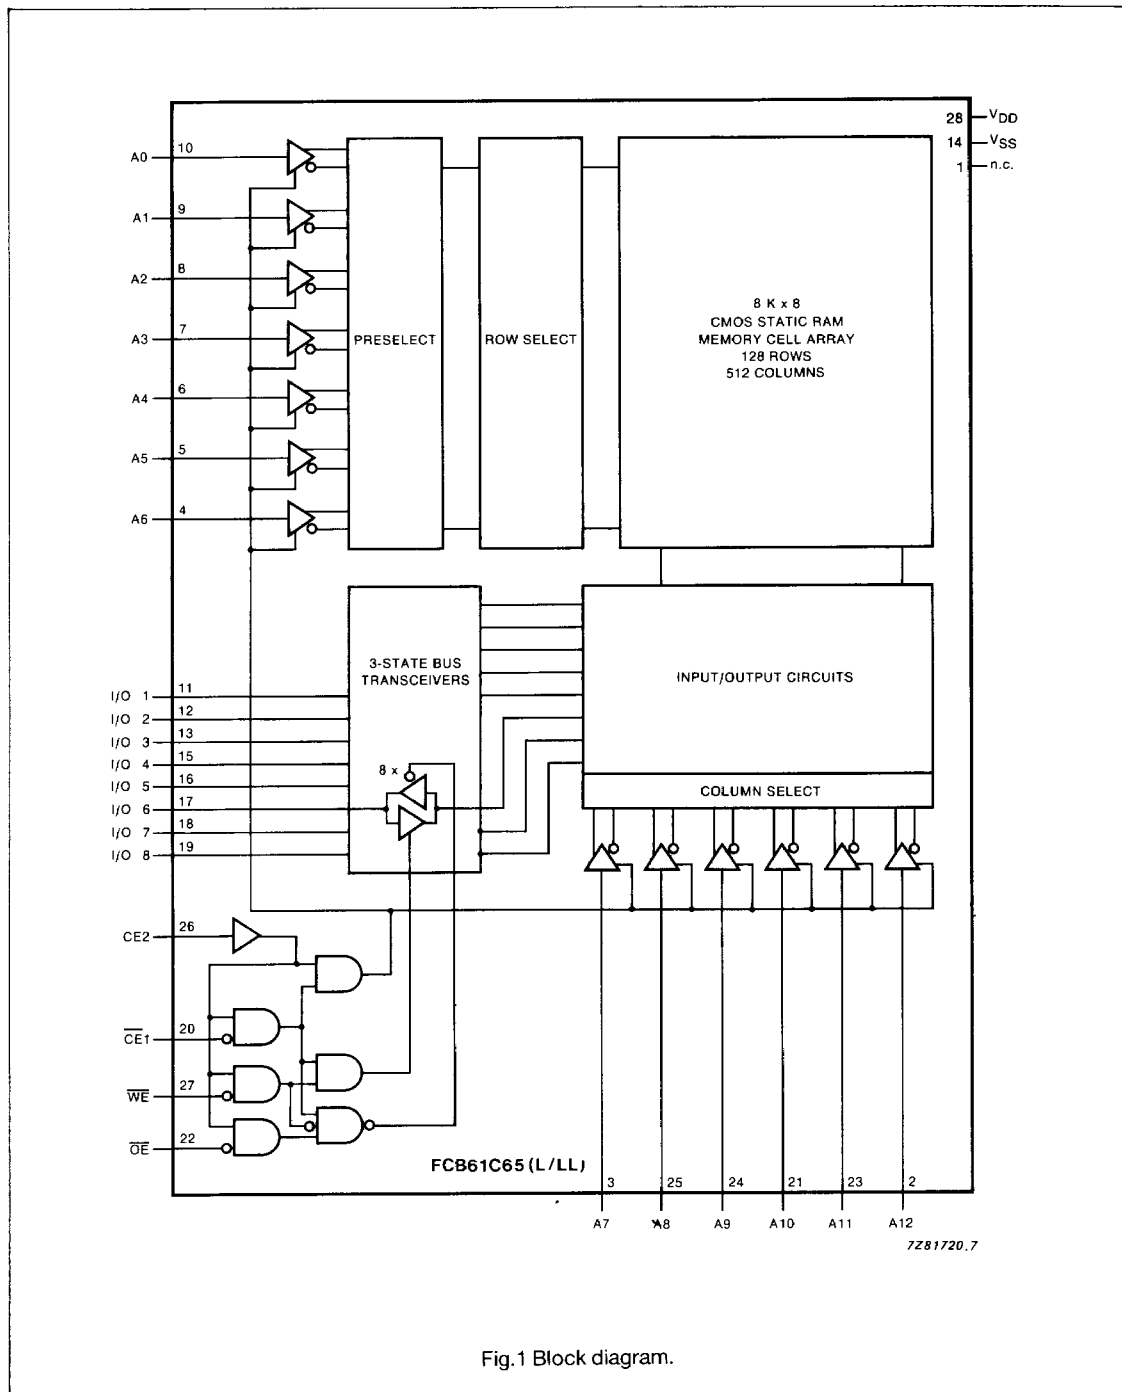 28 VDD
14 VSS
1 n.c.
A0 10
A1 9
A2 8
A3 7
A4 6
A5 5
A6 4
PRESELECT
ROW SELECT
8 K x 8
CMOS STATIC RAM
MEMORY CELL ARRAY
128 ROWS
512 COLUMNS
3-STATE BUS
TRANSCEIVERS
8 x
INPUT/OUTPUT CIRCUITS
COLUMN SELECT
I/O 1 11
I/O 2 12
I/O 3 13
I/O 4 15
I/O 5 16
I/O 6 17
I/O 7 18
I/O 8 19
CE2 26
C̅E̅1̅ 20
W̅E̅ 27
O̅E̅ 22
FCB61C65 (L/LL)
3 25 24 21 23 2
A7 A8 A9 A10 A11 A12
7Z81720.7
Fig.1 Block diagram.